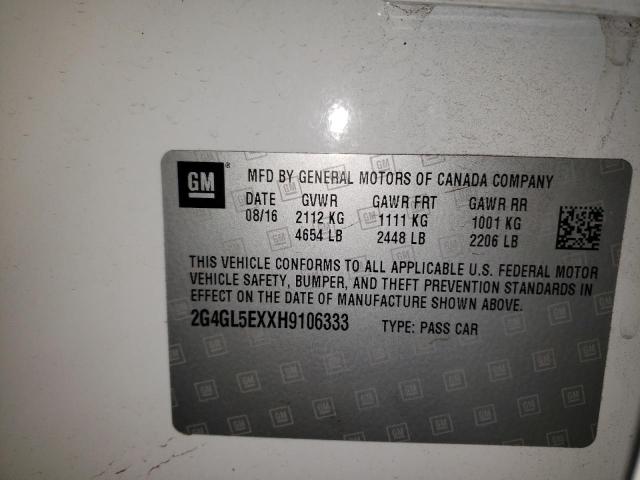 GM ® MFD BY GENERAL MOTORS OF CANADA COMPANY
DATE GVWR GAWR FRT GAWR RR
08/16 2112 KG 1111 KG 1001 KG
4654 LB 2448 LB 2206 LB
THIS VEHICLE CONFORMS TO ALL APPLICABLE U.S. FEDERAL MOTOR
VEHICLE SAFETY, BUMPER, AND THEFT PREVENTION STANDARDS IN
EFFECT ON THE DATE OF MANUFACTURE SHOWN ABOVE.
2G4GL5EXXH9106333 TYPE: PASS CAR